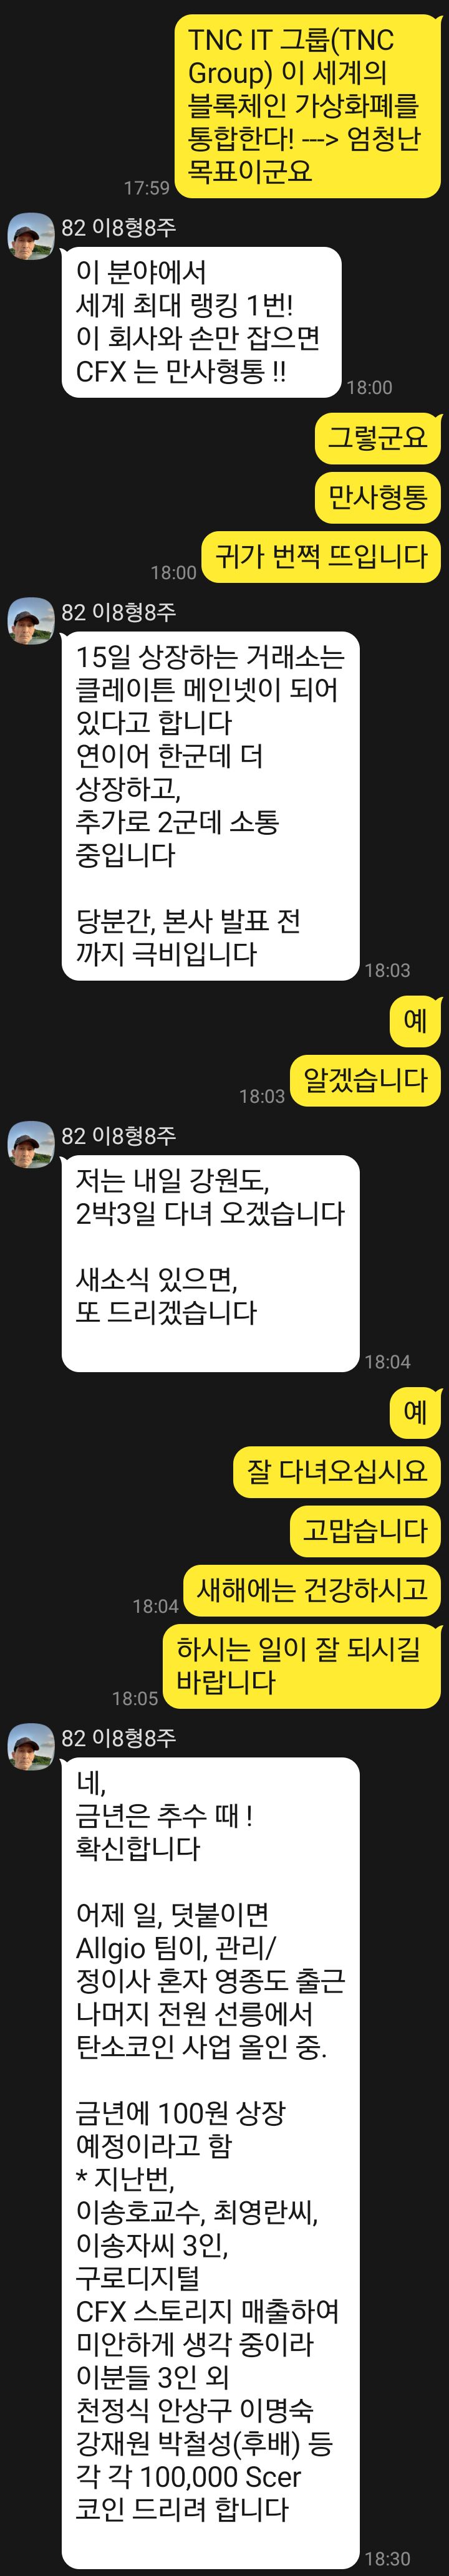 TNC IT 그룹(TNC
Group) 이 세계의
블록체인 가상화폐를
통합한다! ---> 엄청난
목표이군요
17:59
82 이8형8주
이 분야에서
세계 최대 랭킹 1번!
이 회사와 손만 잡으면
CFX 는 만사형통 !!
18:00
그렇군요
만사형통
귀가 번쩍 뜨입니다
18:00
82 이8형8주
15일 상장하는 거래소는
클레이튼 메인넷이 되어
있다고 합니다
연이어 한군데 더
상장하고,
추가로 2군데 소통
중입니다
당분간, 본사 발표 전
까지 극비입니다
18:03
예
알겠습니다
18:03
82 이8형8주
저는 내일 강원도,
2박3일 다녀 오겠습니다
새소식 있으면,
또 드리겠습니다
18:04
예
잘 다녀오십시요
고맙습니다
새해에는 건강하시고
18:04
하시는 일이 잘 되시길
바랍니다
18:05
82 이8형8주
네,
금년은 추수 때 !
확신합니다
어제 일, 덧붙이면
Allgio 팀이, 관리/
정이사 혼자 영종도 출근
나머지 전원 선릉에서
탄소코인 사업 올인 중.
금년에 100원 상장
예정이라고 함
* 지난번,
이송호교수, 최영란씨,
이송자씨 3인,
구로디지털
CFX 스토리지 매출하여
미안하게 생각 중이라
이분들 3인 외
천정식 안상구 이명숙
강재원 박철성(후배) 등
각 각 100,000 Scer
코인 드리려 합니다
18:30